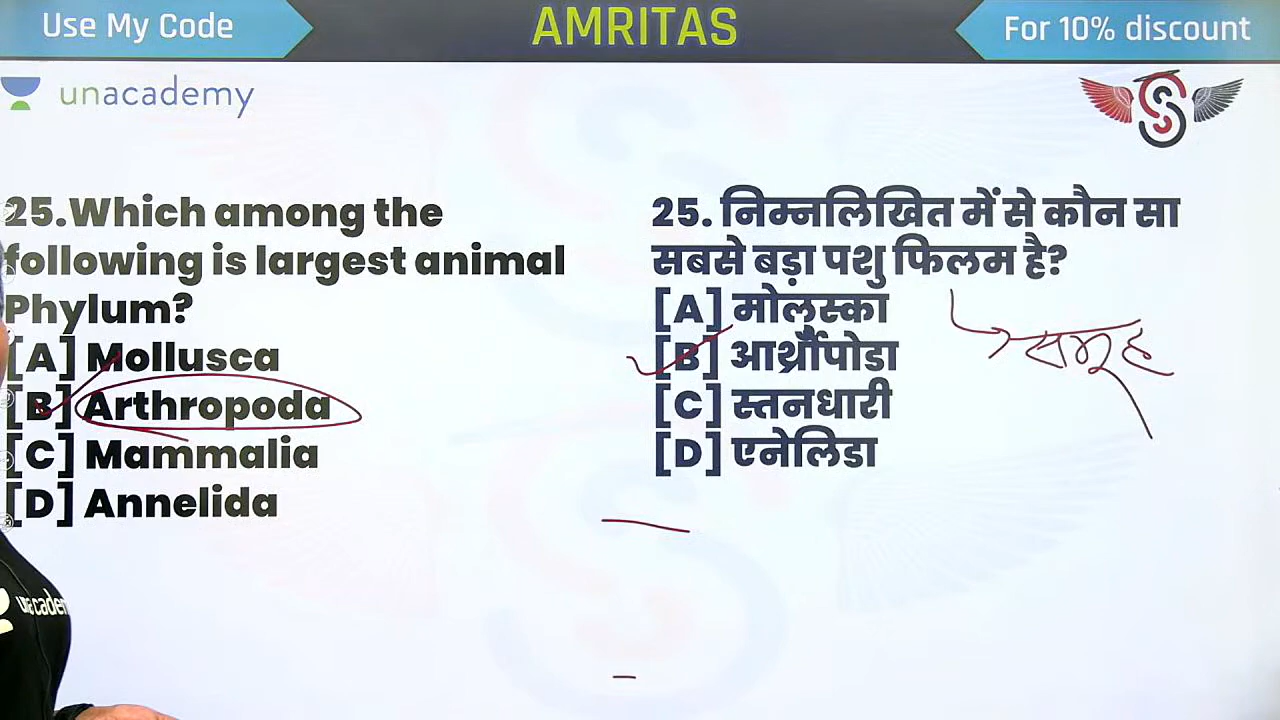 Use My Code
AMRITAS
For 10% discount
unacademy
25.Which among the
following is largest animal
Phylum?
[A] Mollusca
[B] Arthropoda
[C] Mammalia
[D] Annelida
25. निम्नलिखित में से कौन सा
सबसे बड़ा पशु फिलम है?
[A] मोलुस्का
[B] आर्थ्रोपोडा
[C] स्तनधारी
[D] एनेलिडा
समूह